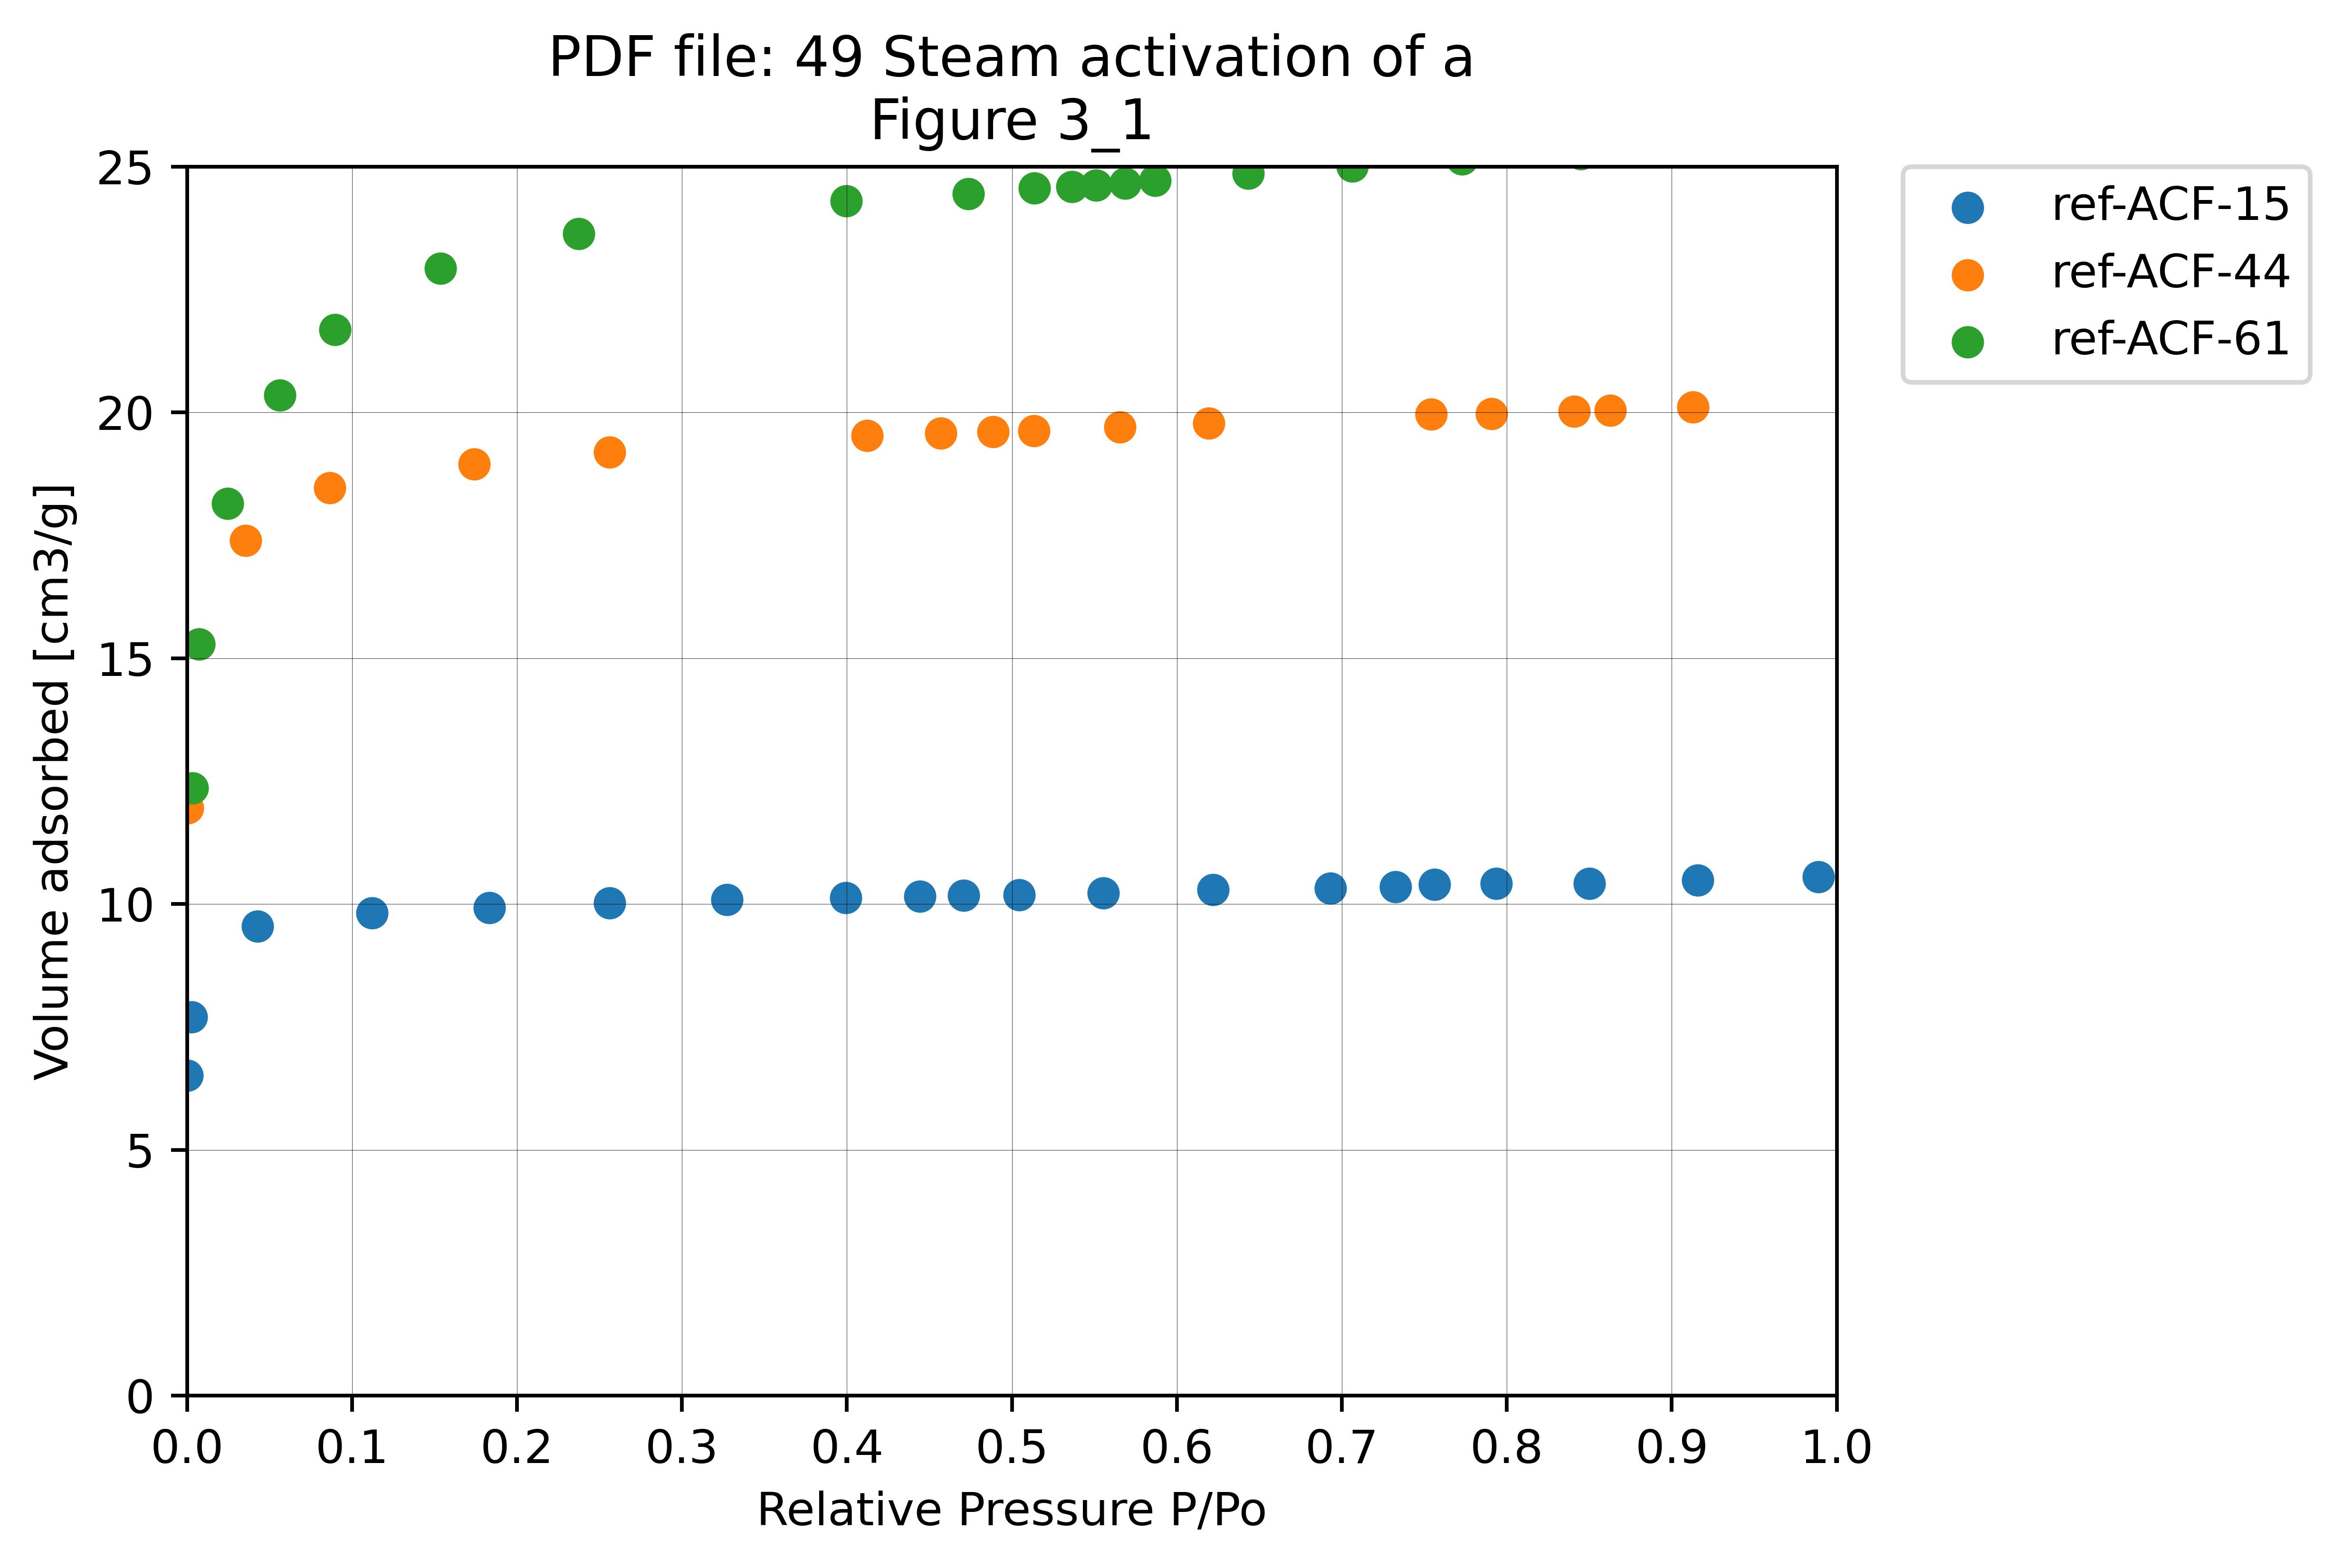 PDF file: 49 Steam activation of a
Figure 3_1
25
20
15
10
5
0
Volume adsorbed [cm3/g]
0.0 0.1 0.2 0.3 0.4 0.5 0.6 0.7 0.8 0.9 1.0
Relative Pressure P/Po
ref-ACF-15
ref-ACF-44
ref-ACF-61